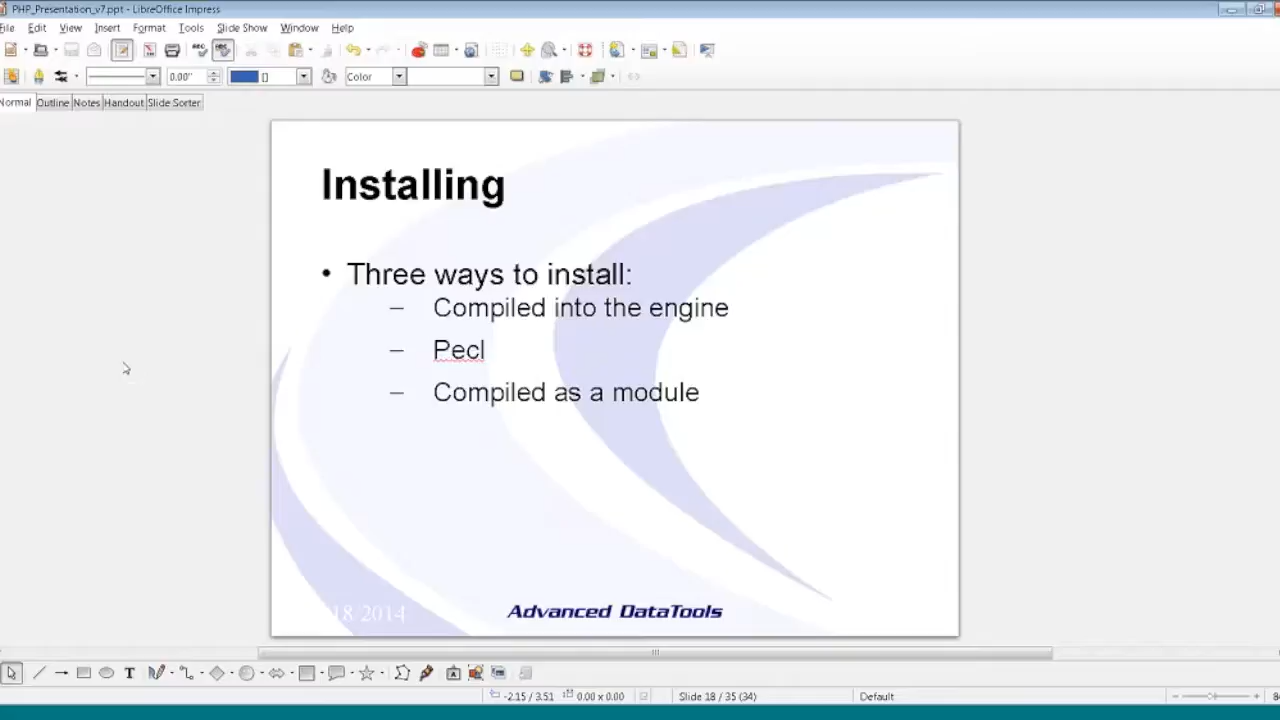 PHP_Presentation_v7.ppt - LibreOffice Impress
File Edit View Insert Format Tools Slide Show Window Help
0.00" [] Color
Normal Outline Notes Handout Slide Sorter
Installing
• Three ways to install:
– Compiled into the engine
– Pecl
– Compiled as a module
18/2014
Advanced DataTools
-2.15 / 3.51 0.00 x 0.00 Slide 18 / 35 (34) Default